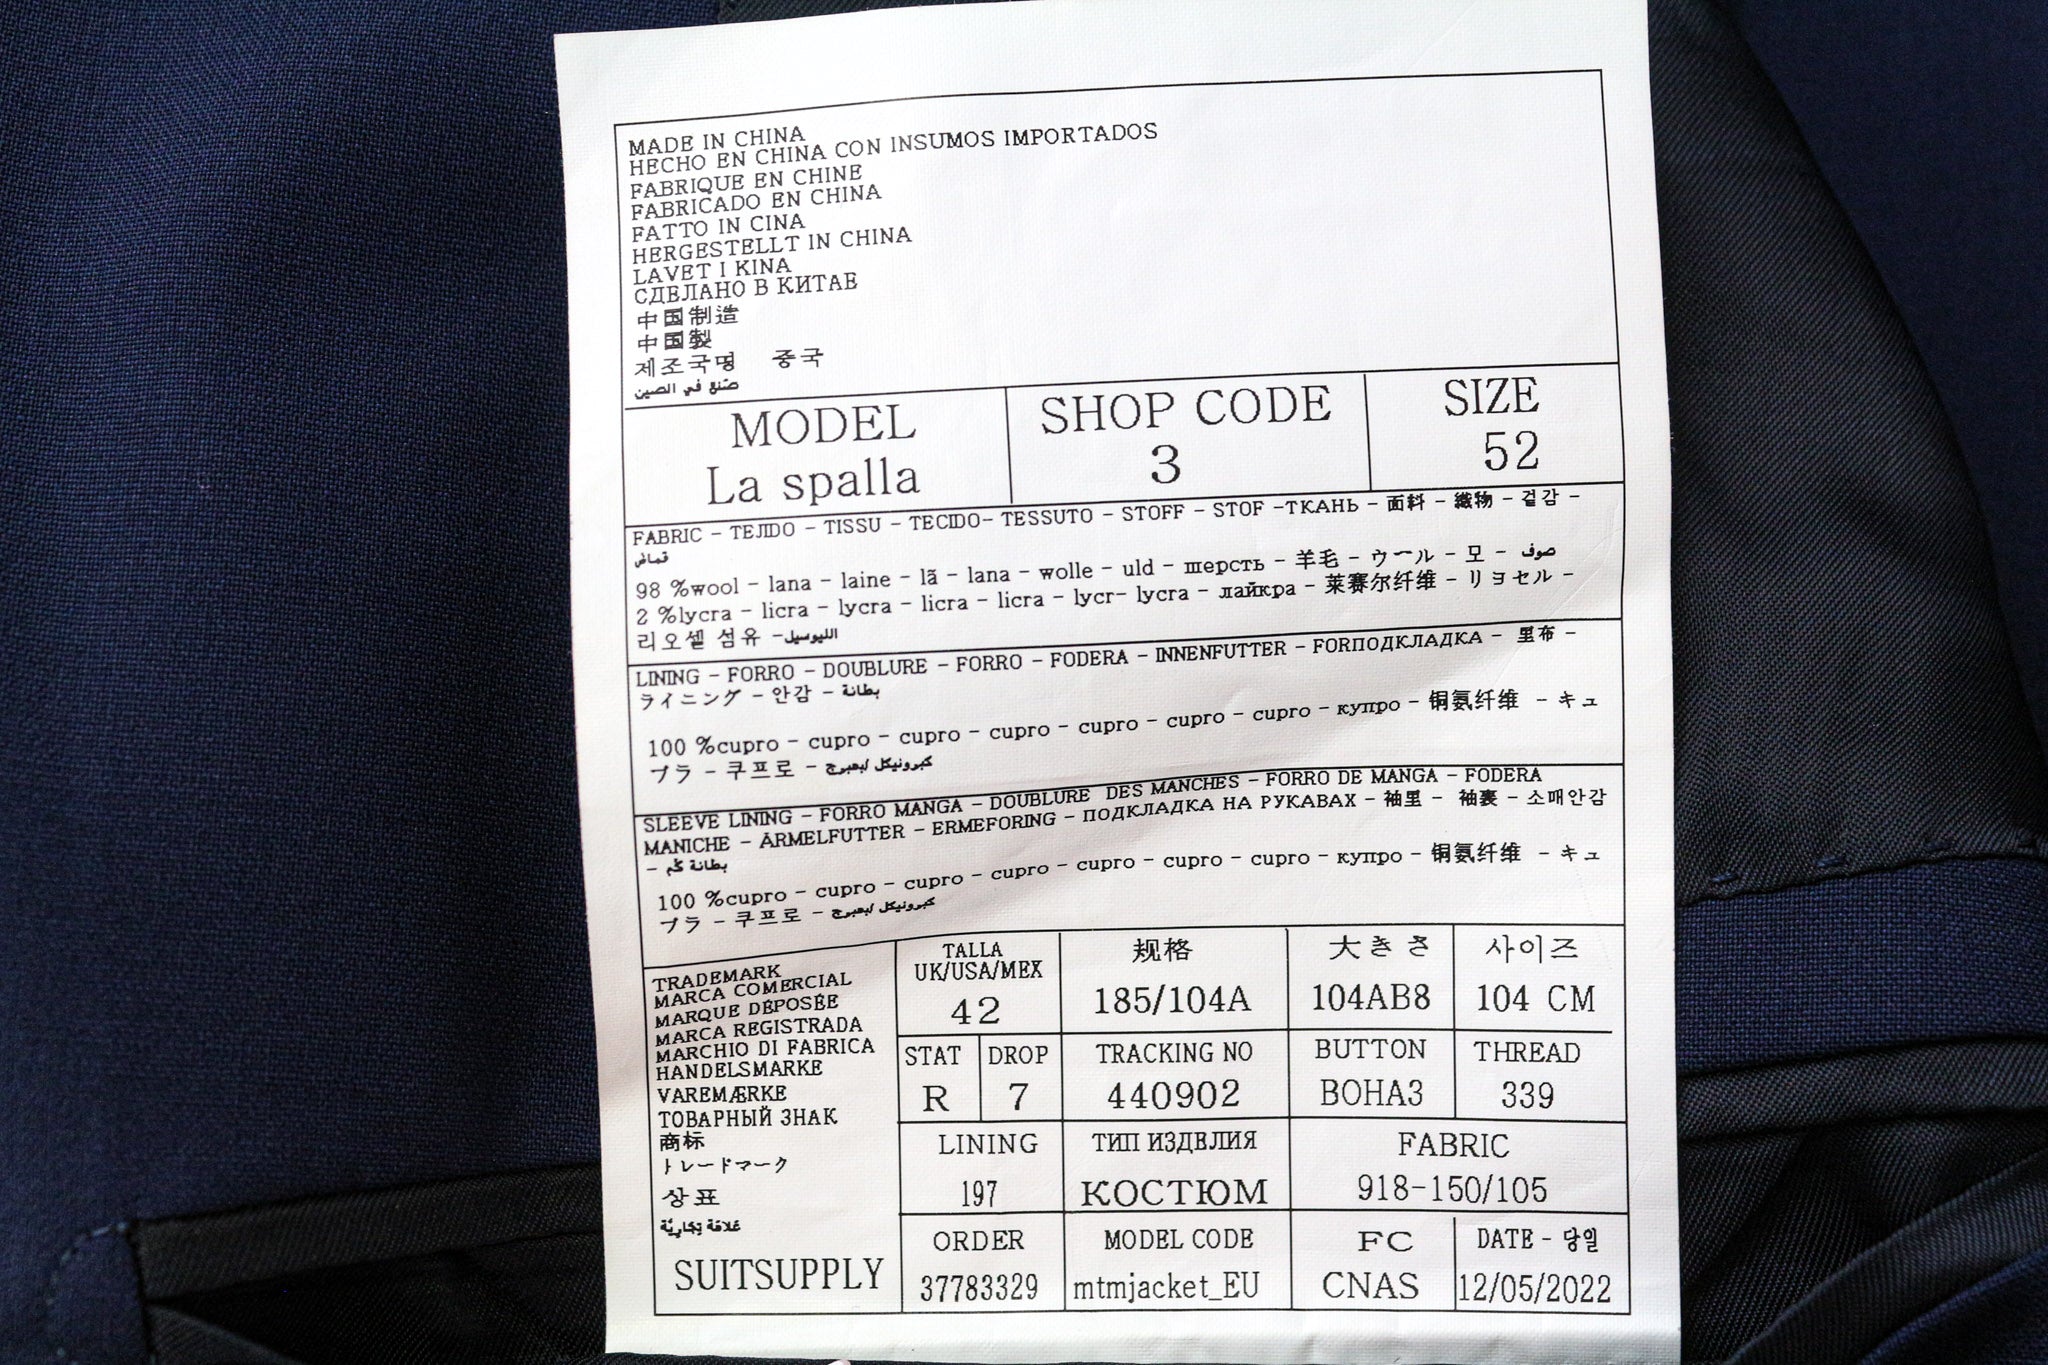 MADE IN CHINA
HECHO EN CHINA CON INSUMOS IMPORTADOS
FABRIQUE EN CHINE
FABRICADO EN CHINA
FATTO IN CINA
HERGESTELLT IN CHINA
LAVET I KINA
СДЕЛАНО В КИТАЕ
中国制造
中国製
제조국명 중국
صنع في الصين
MODEL
La spalla
SHOP CODE
3
SIZE
52
FABRIC - TEJIDO - TISSU - TECIDO- TESSUTO - STOFF - STOF -ТКАНЬ - 面料 - 織物 - 겉감 -
قماش
98 %wool - lana - laine - lã - lana - wolle - uld - шерсть - 羊毛 - ウール - 모 - صوف
2 %lycra - licra - lycra - licra - licra - lycr- lycra - лайкра - 莱赛尔纤维 - リヨセル -
리오셀 섬유 -الليوسيل
LINING - FORRO - DOUBLURE - FORRO - FODERA - INNENFUTTER - FORПОДКЛАДКА - 里布 -
ライニング - 안감 - بطانة
100 %cupro - cupro - cupro - cupro - cupro - cupro - cupro - купро - 铜氨纤维 - キュ
プラ - 쿠프로 - كبرونيكل
SLEEVE LINING - FORRO MANGA - DOUBLURE DES MANCHES - FORRO DE MANGA - FODERA
MANICHE - ÄRMELFUTTER - ERMEFORING - ПОДКЛАДКА НА РУКАВАХ - 袖里 - 袖裏 - 소매안감
- بطانة كُم
100 %cupro - cupro - cupro - cupro - cupro - cupro - cupro - купро - 铜氨纤维 - キュ
プラ - 쿠프로 - كبرونيكل
TRADEMARK
MARCA COMERCIAL
MARQUE DÉPOSÉE
MARCA REGISTRADA
MARCHIO DI FABRICA
HANDELSMARKE
VAREMÆRKE
ТОВАРНЫЙ ЗНАК
商标
トレードマーク
상표
علامة تجارية
SUITSUPPLY
TALLA
UK/USA/MEX
42
规格
185/104A
大きさ
104AB8
사이즈
104 CM
STAT
R
DROP
7
TRACKING NO
440902
BUTTON
BOHA3
THREAD
339
LINING
197
ТИП ИЗДЕЛИЯ
КОСТЮМ
FABRIC
918-150/105
ORDER
37783329
MODEL CODE
mtmjacket_EU
FC
CNAS
DATE - 당일
12/05/2022